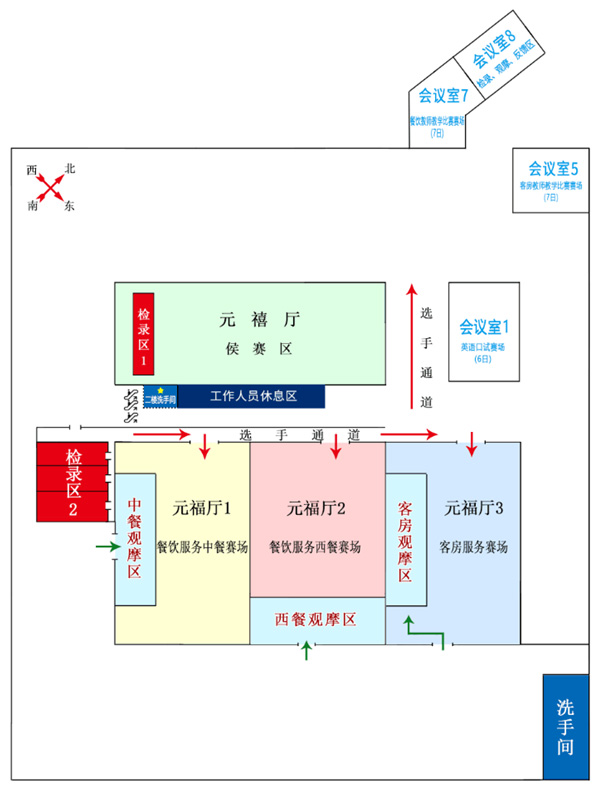 会议室8
检录、观摩、反馈区
会议室7
餐饮教师教学比赛赛场
(7日)
会议室5
客房教师教学比赛赛场
(7日)
西
北
南
东
检录区1
元禧厅
侯赛区
选手通道
会议室1
英语口试赛场
(6日)
二楼洗手间
工作人员休息区
选手通道
检录区2
中餐观摩区
元福厅1
餐饮服务中餐赛场
元福厅2
餐饮服务西餐赛场
客房观摩区
元福厅3
客房服务赛场
西餐观摩区
洗手间